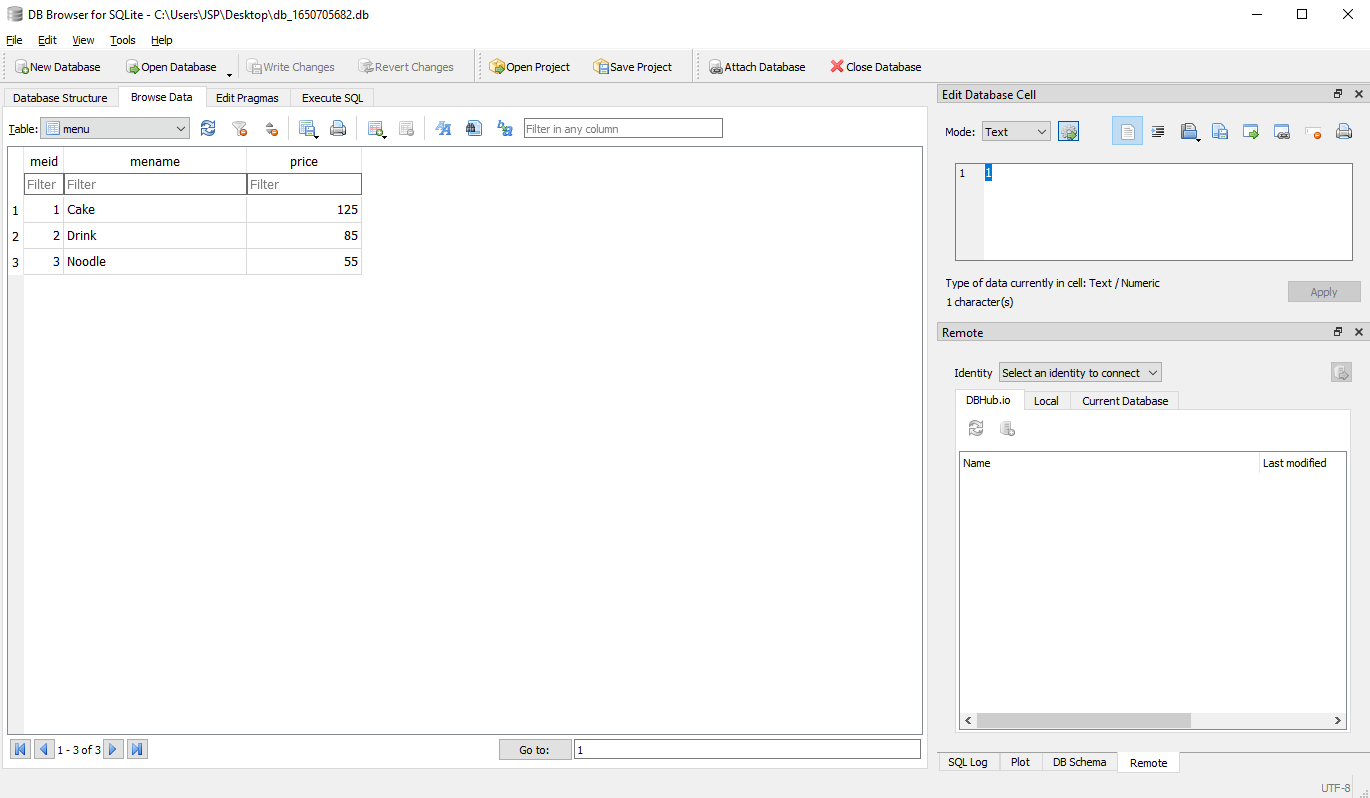 DB Browser for SQLite - C:\Users\JSP\Desktop\db_1650705682.db
File Edit View Tools Help
New Database Open Database Write Changes Revert Changes Open Project Save Project Attach Database Close Database
Database Structure Browse Data Edit Pragmas Execute SQL
Table: menu Filter in any column
meid mename price
Filter Filter Filter
1 1 Cake 125
2 2 Drink 85
3 3 Noodle 55
1 - 3 of 3 Go to: 1
Edit Database Cell
Mode: Text
1 1
Type of data currently in cell: Text / Numeric
1 character(s)
Apply
Remote
Identity Select an identity to connect
DBHub.io Local Current Database
Name Last modified
SQL Log Plot DB Schema Remote
UTF-8